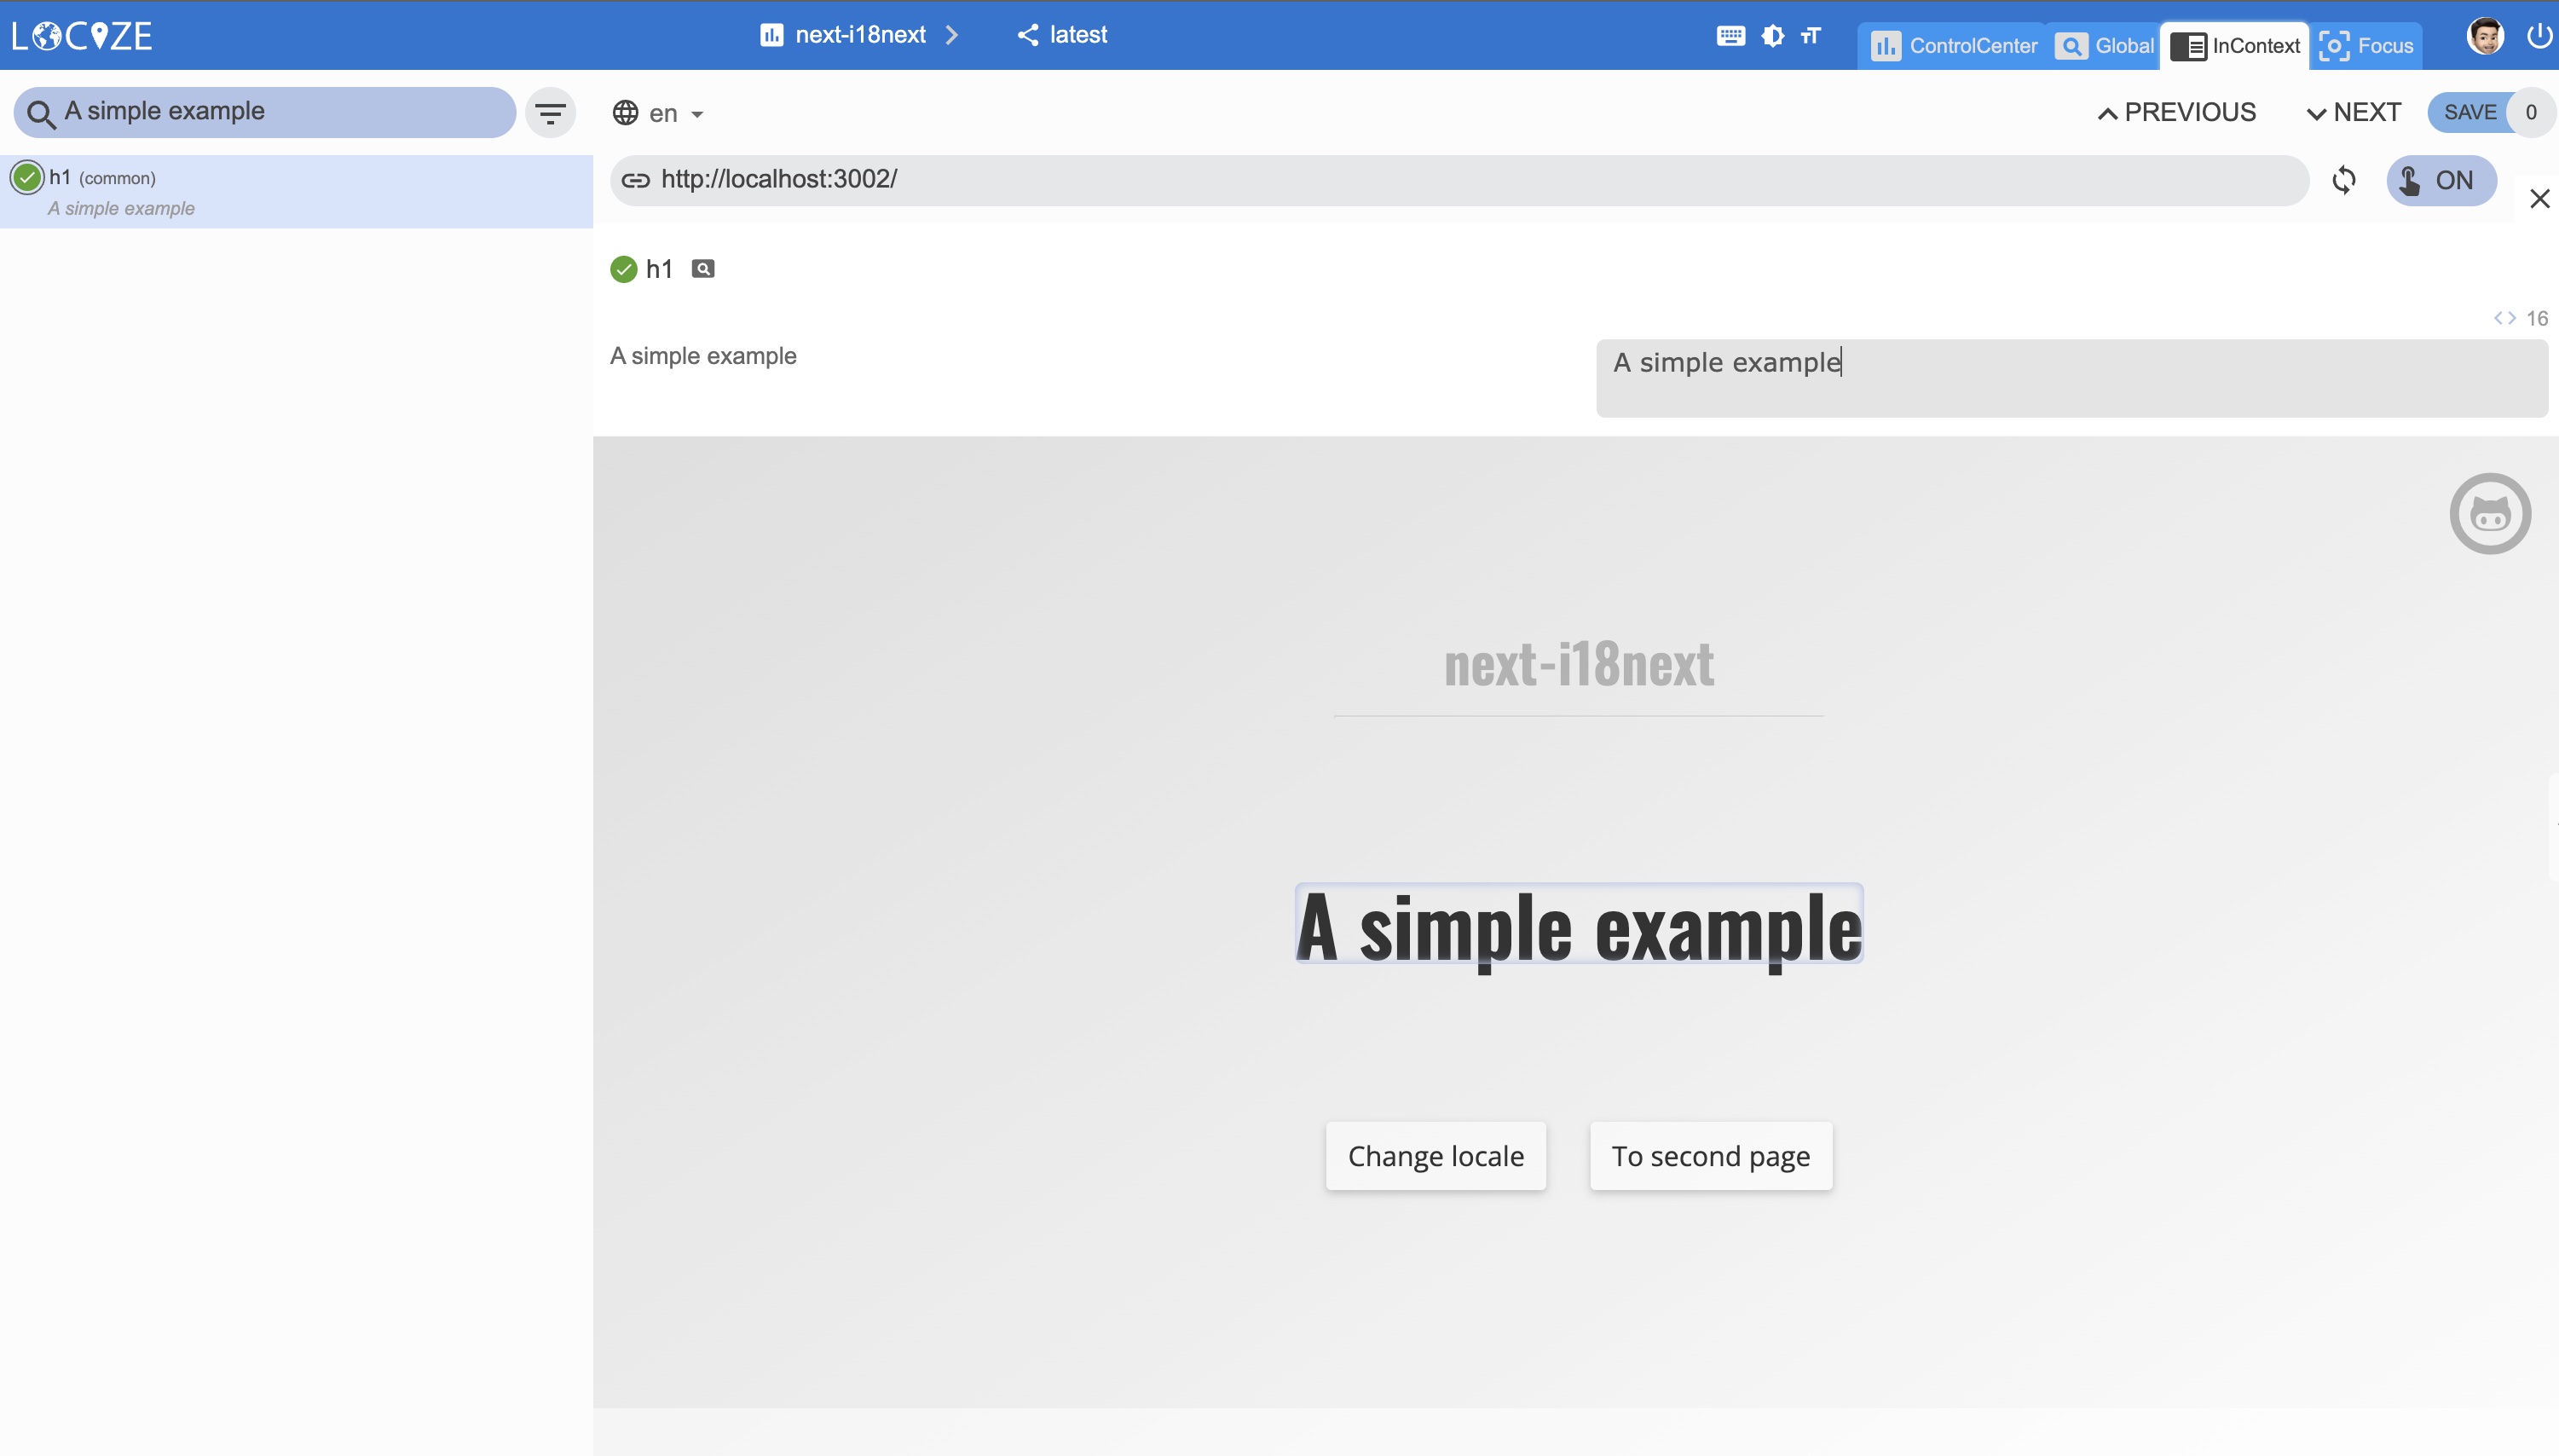 LOCIZE
next-i18next
latest
ControlCenter
Global
InContext
Focus
A simple example
en
PREVIOUS
NEXT
SAVE 0
h1 (common)
A simple example
http://localhost:3002/
ON
h1
<> 16
A simple example
A simple example
next-i18next
A simple example
Change locale
To second page